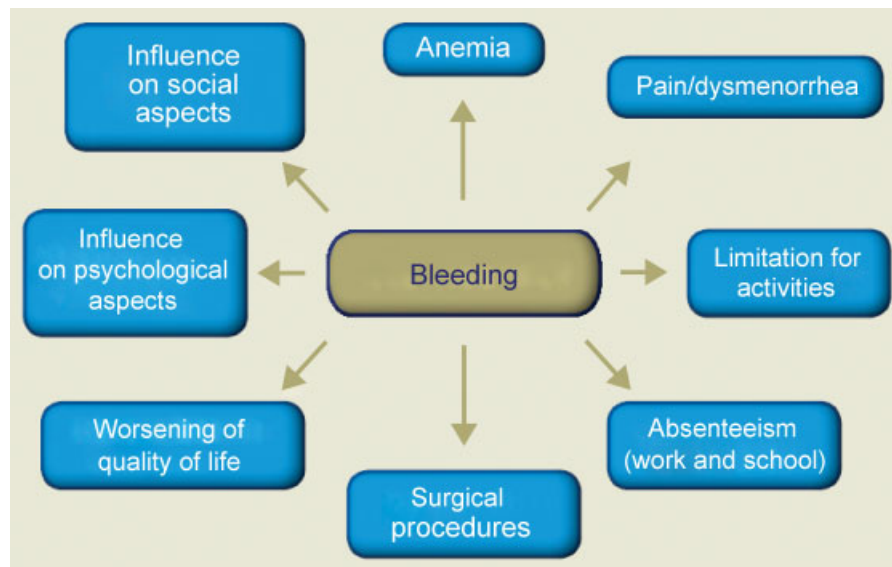 Influence
on social
aspects
Anemia
Pain/dysmenorrhea
Influence
on psychological
aspects
Bleeding
Limitation for
activities
Worsening of
quality of life
Surgical
procedures
Absenteeism
(work and school)